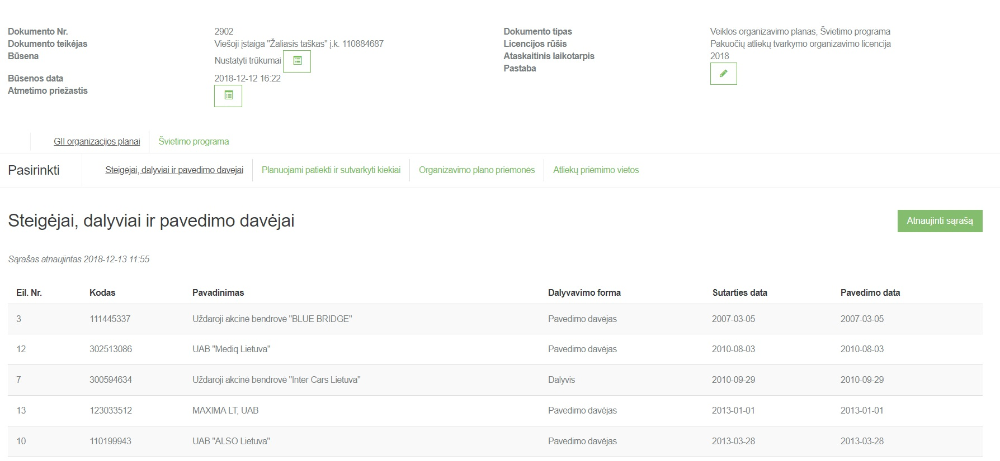 Dokumento Nr. 2902
Dokumento teikėjas Viešoji įstaiga "Žaliasis taškas" į.k. 110884687
Būsena Nustatyti trūkumai
Būsenos data 2018-12-12 16:22
Atmetimo priežastis
Dokumento tipas Veiklos organizavimo planas, Švietimo programa
Licencijos rūšis Pakuočių atliekų tvarkymo organizavimo licencija
Ataskaitinis laikotarpis 2018
Pastaba
GII organizacijos planai Švietimo programa
Pasirinkti Steigėjai, dalyviai ir pavedimo davejai Planuojami patiekti ir sutvarkyti kiekiai Organizavimo plano priemonės Atliekų priėmimo vietos
Steigėjai, dalyviai ir pavedimo davėjai Atnaujinti sąrašą
Sąrašas atnaujintas 2018-12-13 11:55
Eil. Nr. Kodas Pavadinimas Dalyvavimo forma Sutarties data Pavedimo data
3 111445337 Uždaroji akcinė bendrovė "BLUE BRIDGE" Pavedimo davėjas 2007-03-05 2007-03-05
12 302513086 UAB "Mediq Lietuva" Pavedimo davėjas 2010-08-03 2010-08-03
7 300594634 Uždaroji akcinė bendrovė "Inter Cars Lietuva" Dalyvis 2010-09-29 2010-09-29
13 123033512 MAXIMA LT, UAB Pavedimo davėjas 2013-01-01 2013-01-01
10 110199943 UAB "ALSO Lietuva" Pavedimo davėjas 2013-03-28 2013-03-28